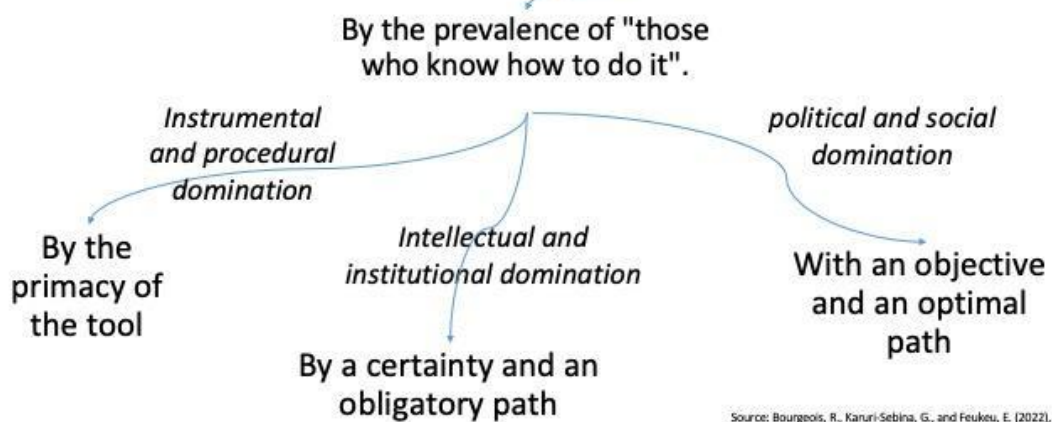 By the prevalence of "those
who know how to do it".
Instrumental
and procedural
domination
political and social
domination
By the
primacy of
the tool
Intellectual and
institutional domination
With an objective
and an optimal
path
By a certainty and an
obligatory path
Source: Bourgeois, R., Karuri-Sebina, G., and Feukeu, E. (2022).